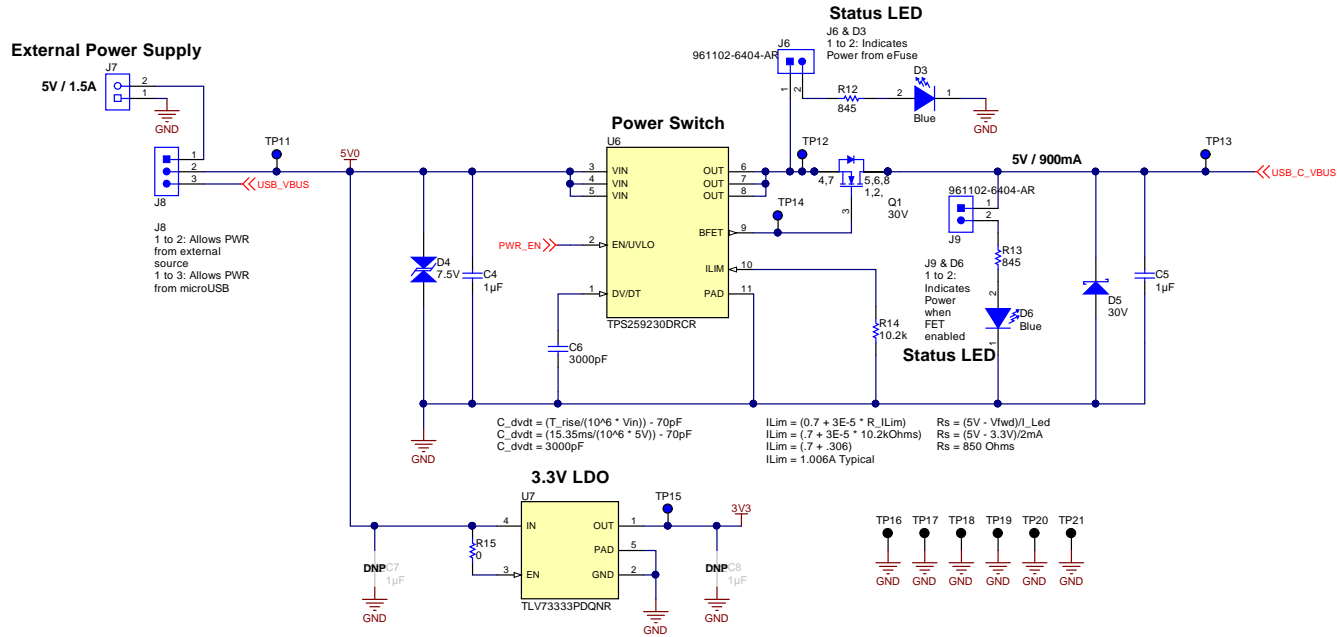 External Power Supply
J7
5V / 1.5A
2
1
GND
1
2
3
J8
USB_VBUS
J8
1 to 2: Allows PWR
from external
source
1 to 3: Allows PWR
from microUSB
TP11
5V0
D4
7.5V
C4
1µF
GND
Power Switch
U6
3
4
5
VIN
VIN
VIN
PWR_EN
2
EN/UVLO
1
DV/DT
OUT
OUT
OUT
6
7
8
BFET
9
ILIM
10
PAD
11
TPS259230DRCR
C6
3000pF
Status LED
J6
961102-6404-AR
J6 & D3
1 to 2: Indicates
Power from eFuse
1
2
R12
845
2
D3
1
Blue
GND
TP12
4,7
5,6,8
1,2,
3
Q1
30V
TP14
R14
10.2k
5V / 900mA
TP13
USB_C_VBUS
961102-6404-AR
1
2
J9
R13
845
J9 & D6
1 to 2:
Indicates
Power
when
FET
enabled
2
D6
Blue
1
Status LED
D5
30V
C5
1µF
C_dvdt = (T_rise/(10^6 * Vin)) - 70pF
C_dvdt = (15.35ms/(10^6 * 5V)) - 70pF
C_dvdt = 3000pF
ILim = (0.7 + 3E-5 * R_ILim)
ILim = (.7 + 3E-5 * 10.2kOhms)
ILim = (.7 + .306)
ILim = 1.006A Typical
Rs = (5V - Vfwd)/I_Led
Rs = (5V - 3.3V)/2mA
Rs = 850 Ohms
3.3V LDO
U7
4
IN
3
EN
OUT
1
PAD
5
GND
2
TLV73333PDQNR
R15
0
DNP
C7
1µF
GND
TP15
3V3
DNP
C8
1µF
GND
GND
TP16 TP17 TP18 TP19 TP20 TP21
GND GND GND GND GND GND